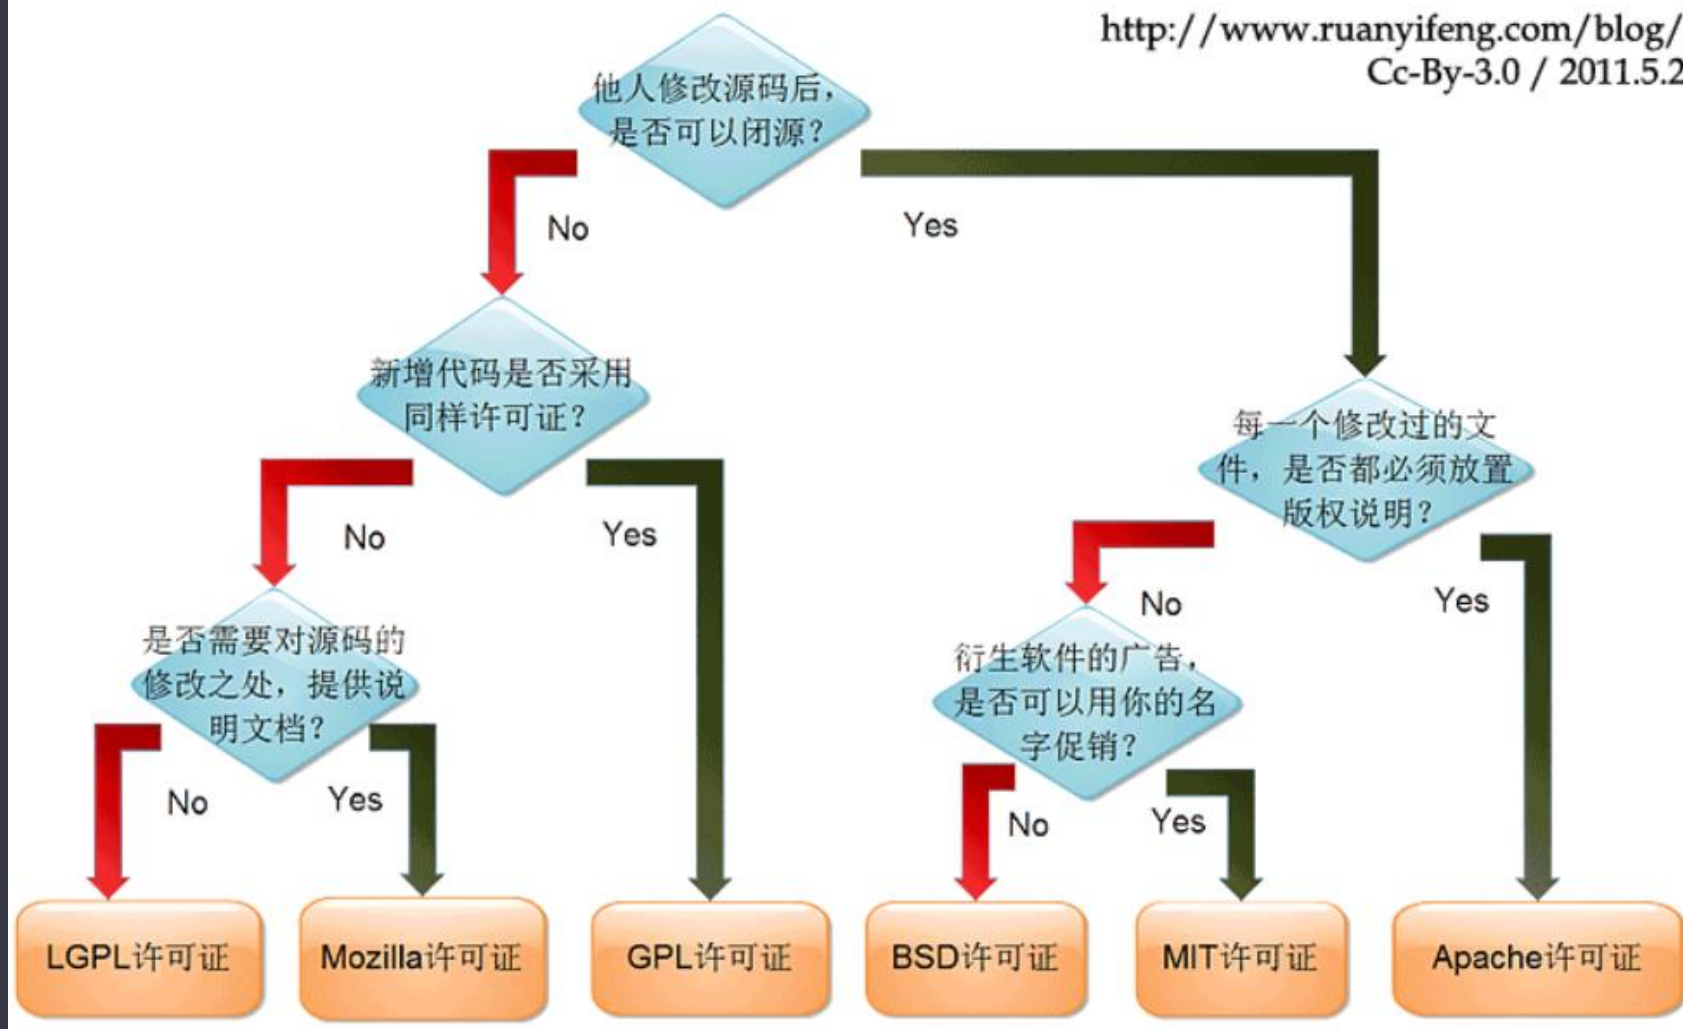 http://www.ruanyifeng.com/blog/
Cc-By-3.0 / 2011.5.2
他人修改源码后，
是否可以闭源？
No
Yes
新增代码是否采用
同样许可证？
No
Yes
每一个修改过的文
件，是否都必须放置
版权说明？
No
Yes
是否需要对源码的
修改之处，提供说
明文档？
No
Yes
衍生软件的广告，
是否可以用你的名
字促销？
No
Yes
LGPL许可证
Mozilla许可证
GPL许可证
BSD许可证
MIT许可证
Apache许可证